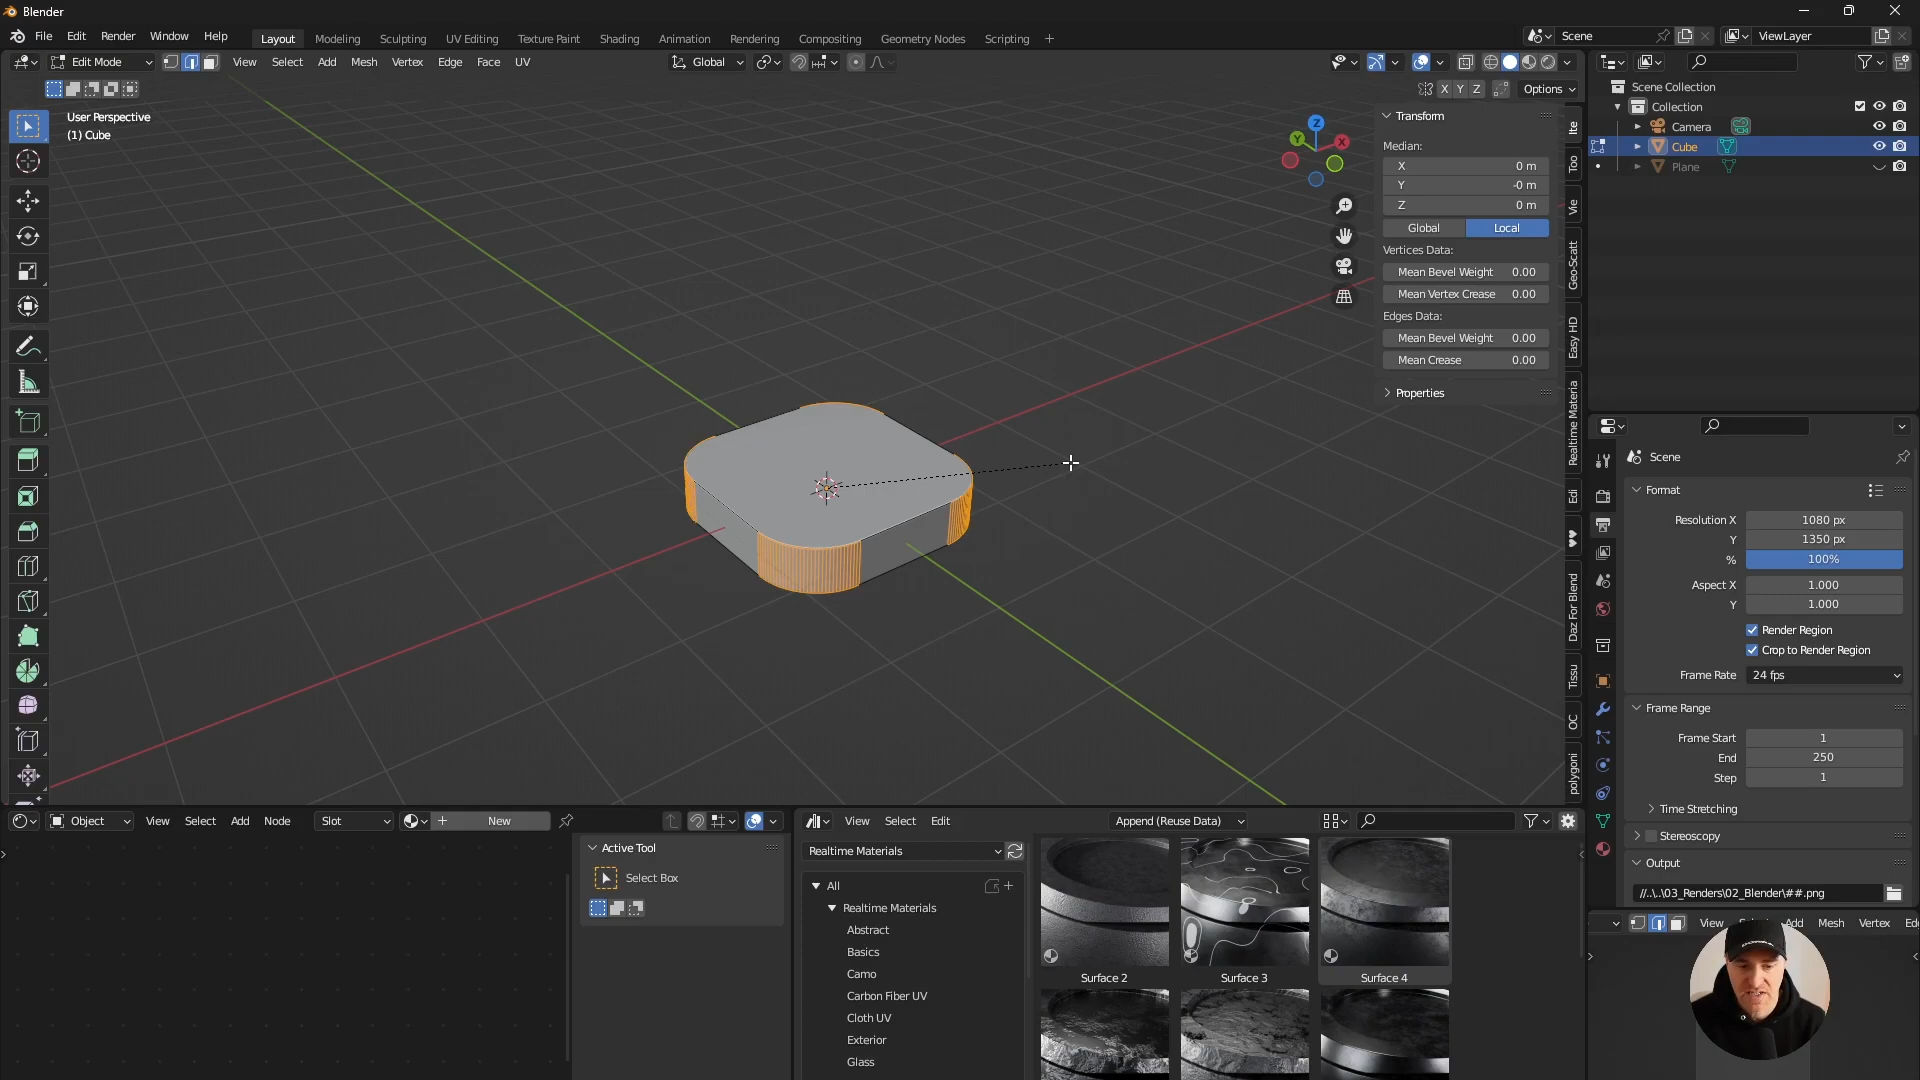 Blender
File Edit Render Window Help
Layout Modeling Sculpting UV Editing Texture Paint Shading Animation Rendering Compositing Geometry Nodes Scripting +
Scene
ViewLayer
Edit Mode View Select Add Mesh Vertex Edge Face UV
Global
X Y Z Options
User Perspective
(1) Cube
Z
Y
X
Transform
Median:
X 0 m
Y -0 m
Z 0 m
Global Local
Vertices Data:
Mean Bevel Weight 0.00
Mean Vertex Crease 0.00
Edges Data:
Mean Bevel Weight 0.00
Mean Crease 0.00
Properties
Ite
Too
Vie
Geo-Scatt
Easy HD
Realtime Materia
Edi
Daz For Blend
Tissu
OC
polygoni
Scene Collection
Collection
Camera
Cube
Plane
Scene
Format
Resolution X 1080 px
Y 1350 px
% 100%
Aspect X 1.000
Y 1.000
Render Region
Crop to Render Region
Frame Rate 24 fps
Frame Range
Frame Start 1
End 250
Step 1
Time Stretching
Stereoscopy
Output
//..\..\03_Renders\02_Blender\##.png
View Add Mesh Vertex
Object View Select Add Node Slot + New
Active Tool
Select Box
View Select Edit Append (Reuse Data)
Realtime Materials
All
Realtime Materials
Abstract
Basics
Camo
Carbon Fiber UV
Cloth UV
Exterior
Glass
Surface 2
Surface 3
Surface 4